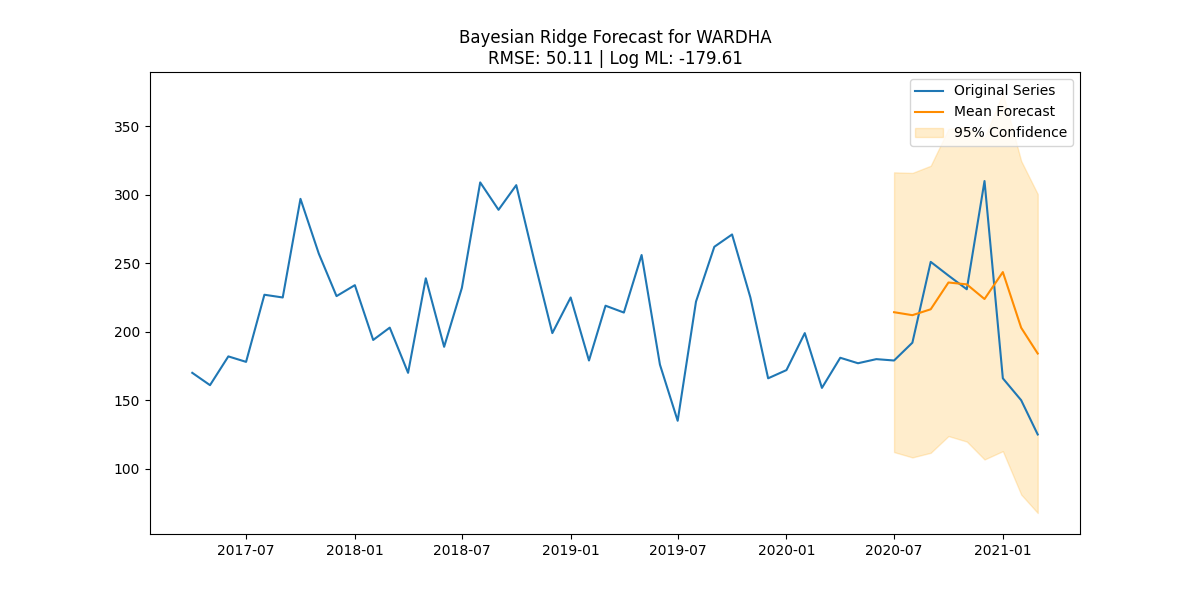 Bayesian Ridge Forecast for WARDHA
RMSE: 50.11 | Log ML: -179.61
Original Series
Mean Forecast
95% Confidence
350
300
250
200
150
100
2017-07
2018-01
2018-07
2019-01
2019-07
2020-01
2020-07
2021-01